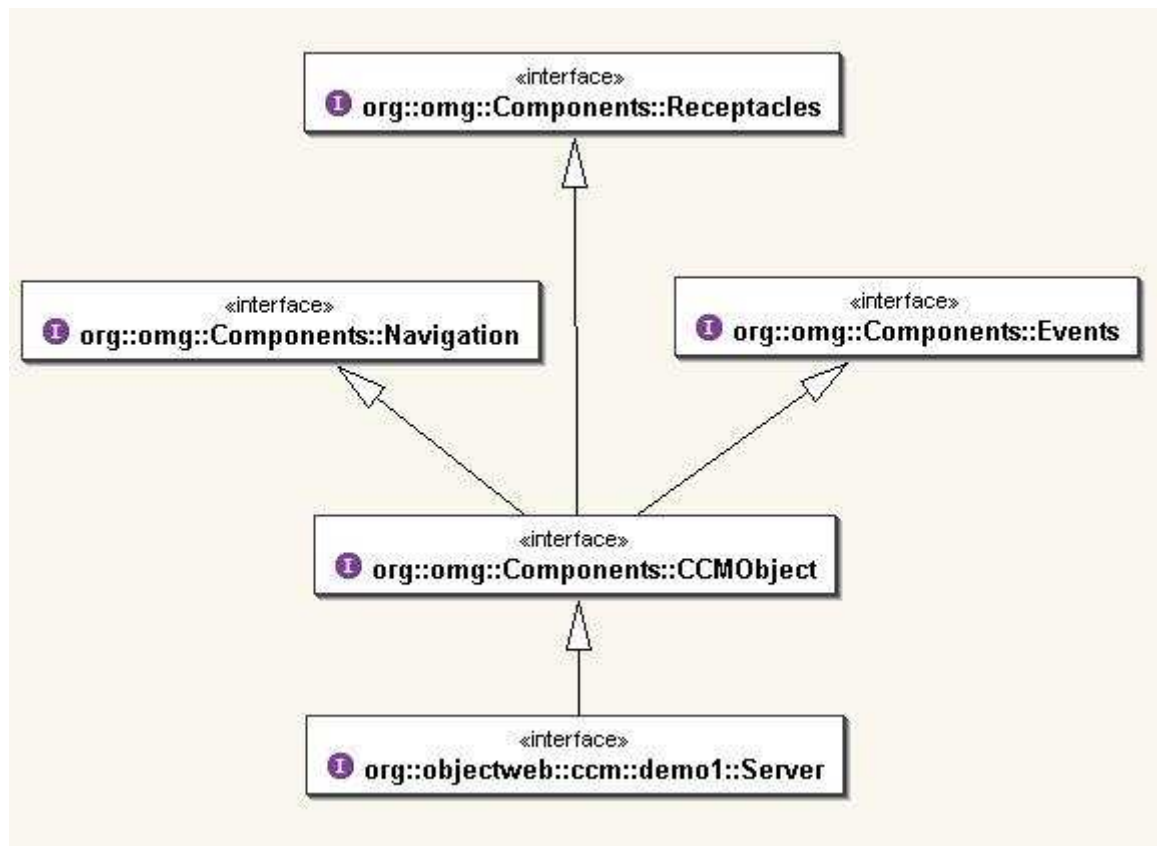 «interface»
I org::omg::Components::Receptacles
«interface»
I org::omg::Components::Navigation
«interface»
I org::omg::Components::Events
«interface»
I org::omg::Components::CCMObject
«interface»
I org::objectweb::ccm::demo1::Server